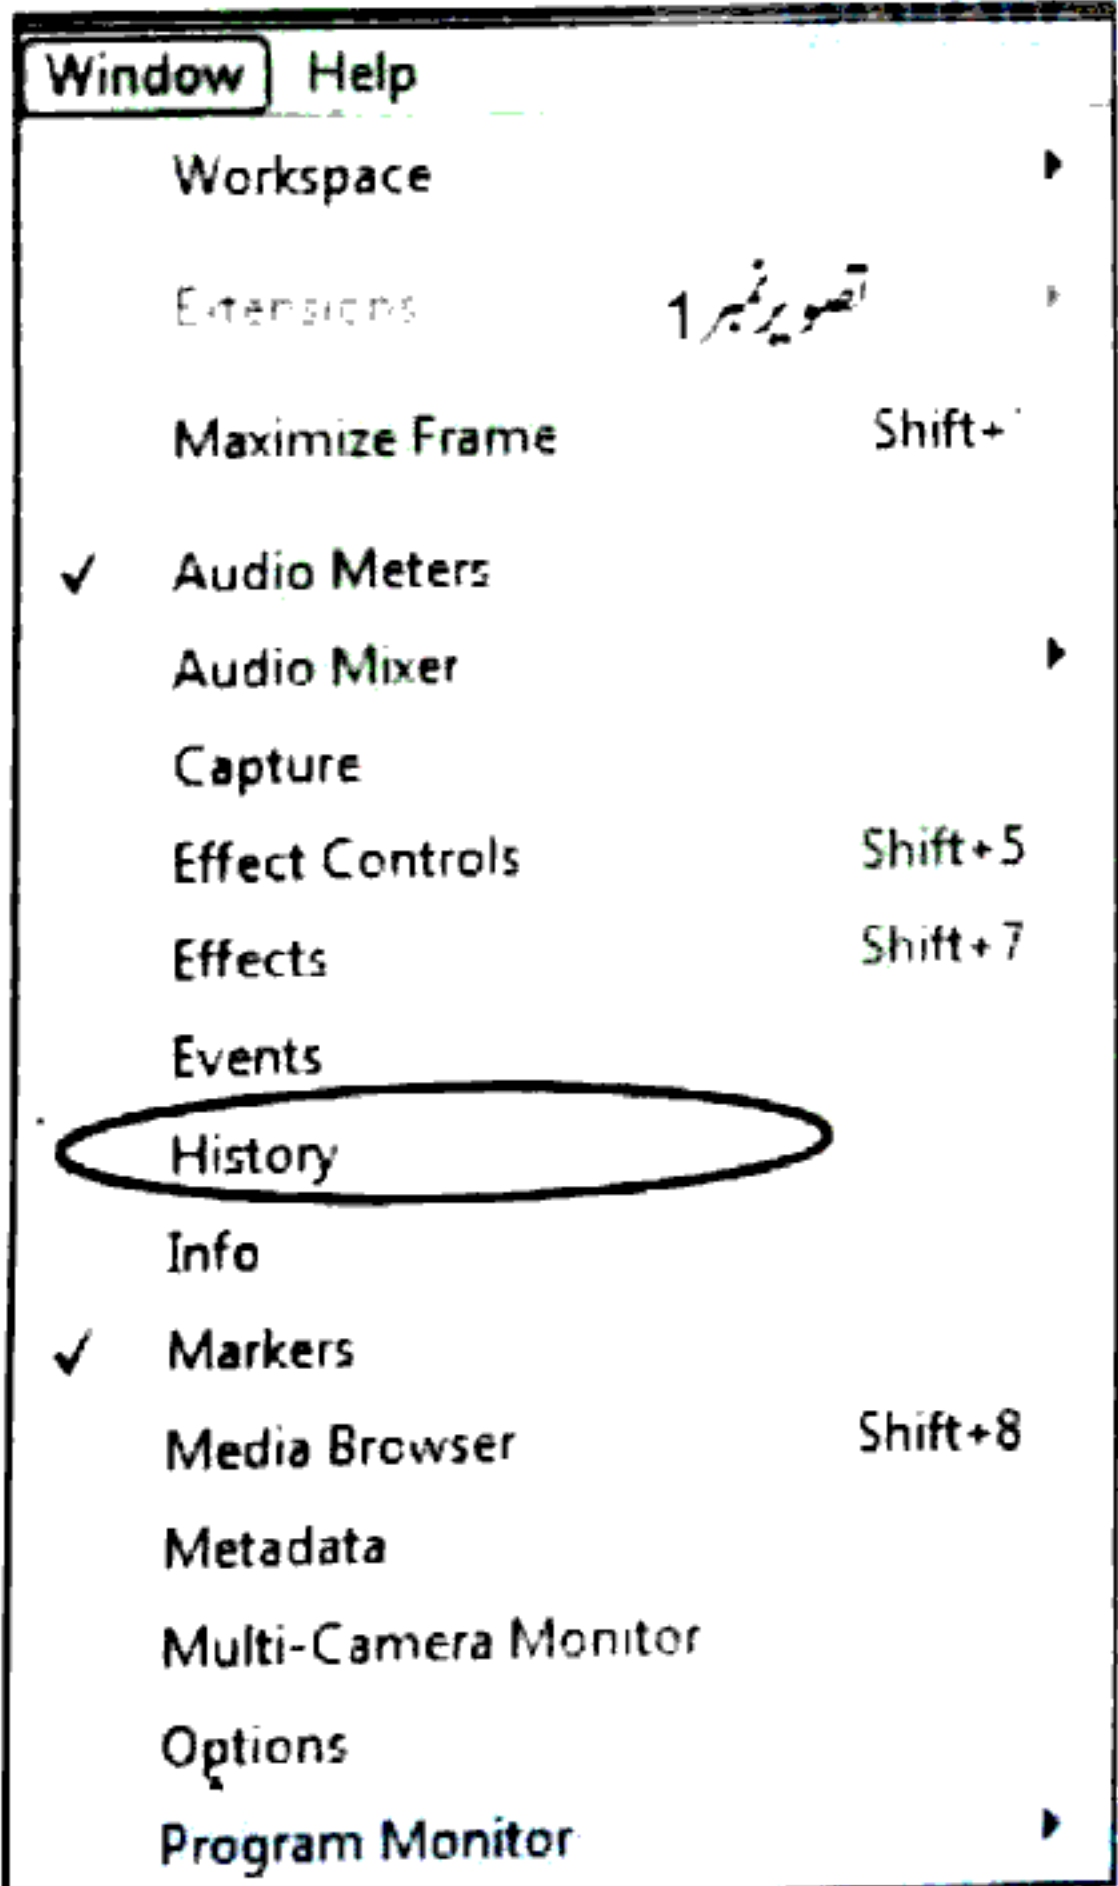 Window Help
Workspace
Extensions
تصویر نمبر 1
Maximize Frame Shift+`
Audio Meters
Audio Mixer
Capture
Effect Controls Shift+5
Effects Shift+7
Events
History
Info
Markers
Media Browser Shift+8
Metadata
Multi-Camera Monitor
Options
Program Monitor